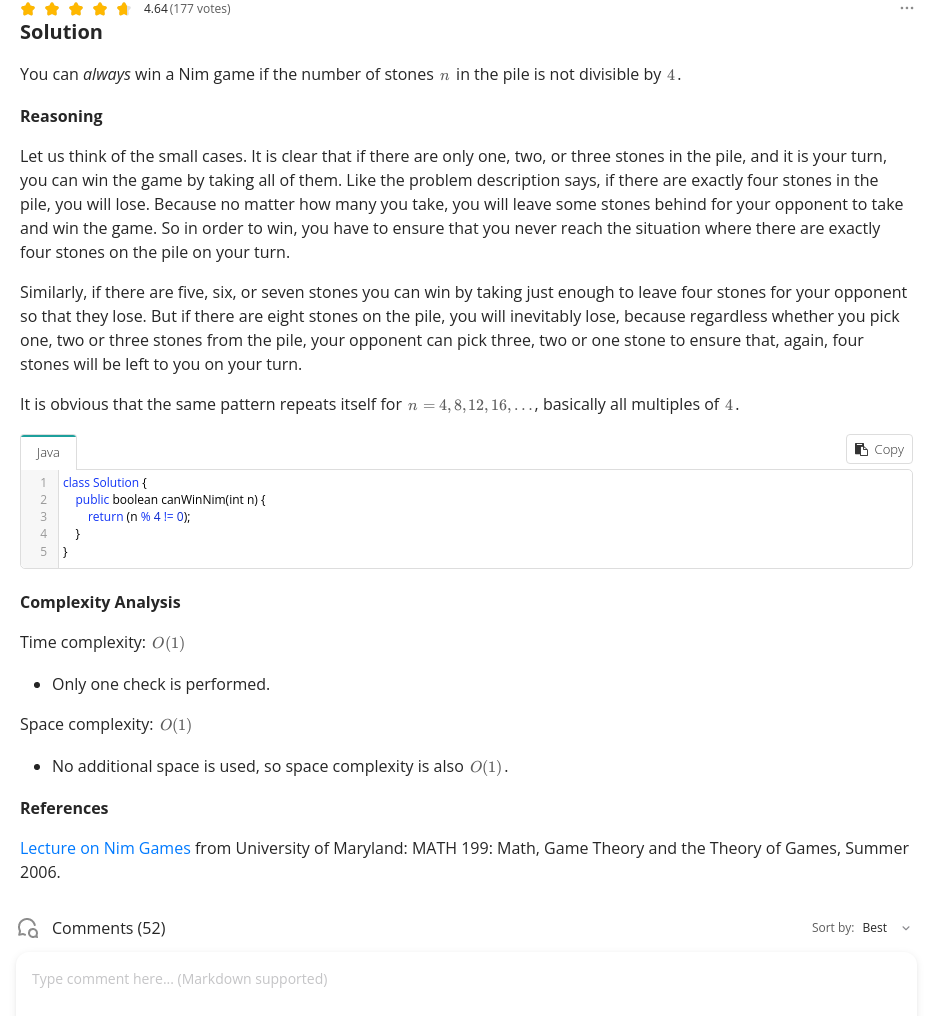 4.64 (177 votes)
Solution
You can always win a Nim game if the number of stones n in the pile is not divisible by 4.
Reasoning
Let us think of the small cases. It is clear that if there are only one, two, or three stones in the pile, and it is your turn,
you can win the game by taking all of them. Like the problem description says, if there are exactly four stones in the
pile, you will lose. Because no matter how many you take, you will leave some stones behind for your opponent to take
and win the game. So in order to win, you have to ensure that you never reach the situation where there are exactly
four stones on the pile on your turn.
Similarly, if there are five, six, or seven stones you can win by taking just enough to leave four stones for your opponent
so that they lose. But if there are eight stones on the pile, you will inevitably lose, because regardless whether you pick
one, two or three stones from the pile, your opponent can pick three, two or one stone to ensure that, again, four
stones will be left to you on your turn.
It is obvious that the same pattern repeats itself for n = 4, 8, 12, 16, . . . , basically all multiples of 4.
Java
Copy
1 class Solution {
2     public boolean canWinNim(int n) {
3         return (n % 4 != 0);
4     }
5 }
Complexity Analysis
Time complexity: O(1)
• Only one check is performed.
Space complexity: O(1)
• No additional space is used, so space complexity is also O(1).
References
Lecture on Nim Games from University of Maryland: MATH 199: Math, Game Theory and the Theory of Games, Summer
2006.
Comments (52)
Sort by: Best
Type comment here... (Markdown supported)